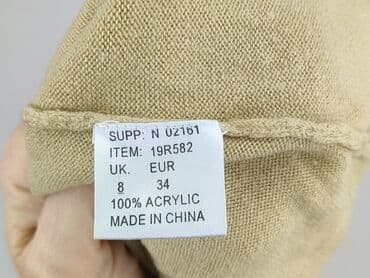 SUPP: N 02161
ITEM: 19R582
UK. EUR
8 34
100% ACRYLIC
MADE IN CHINA